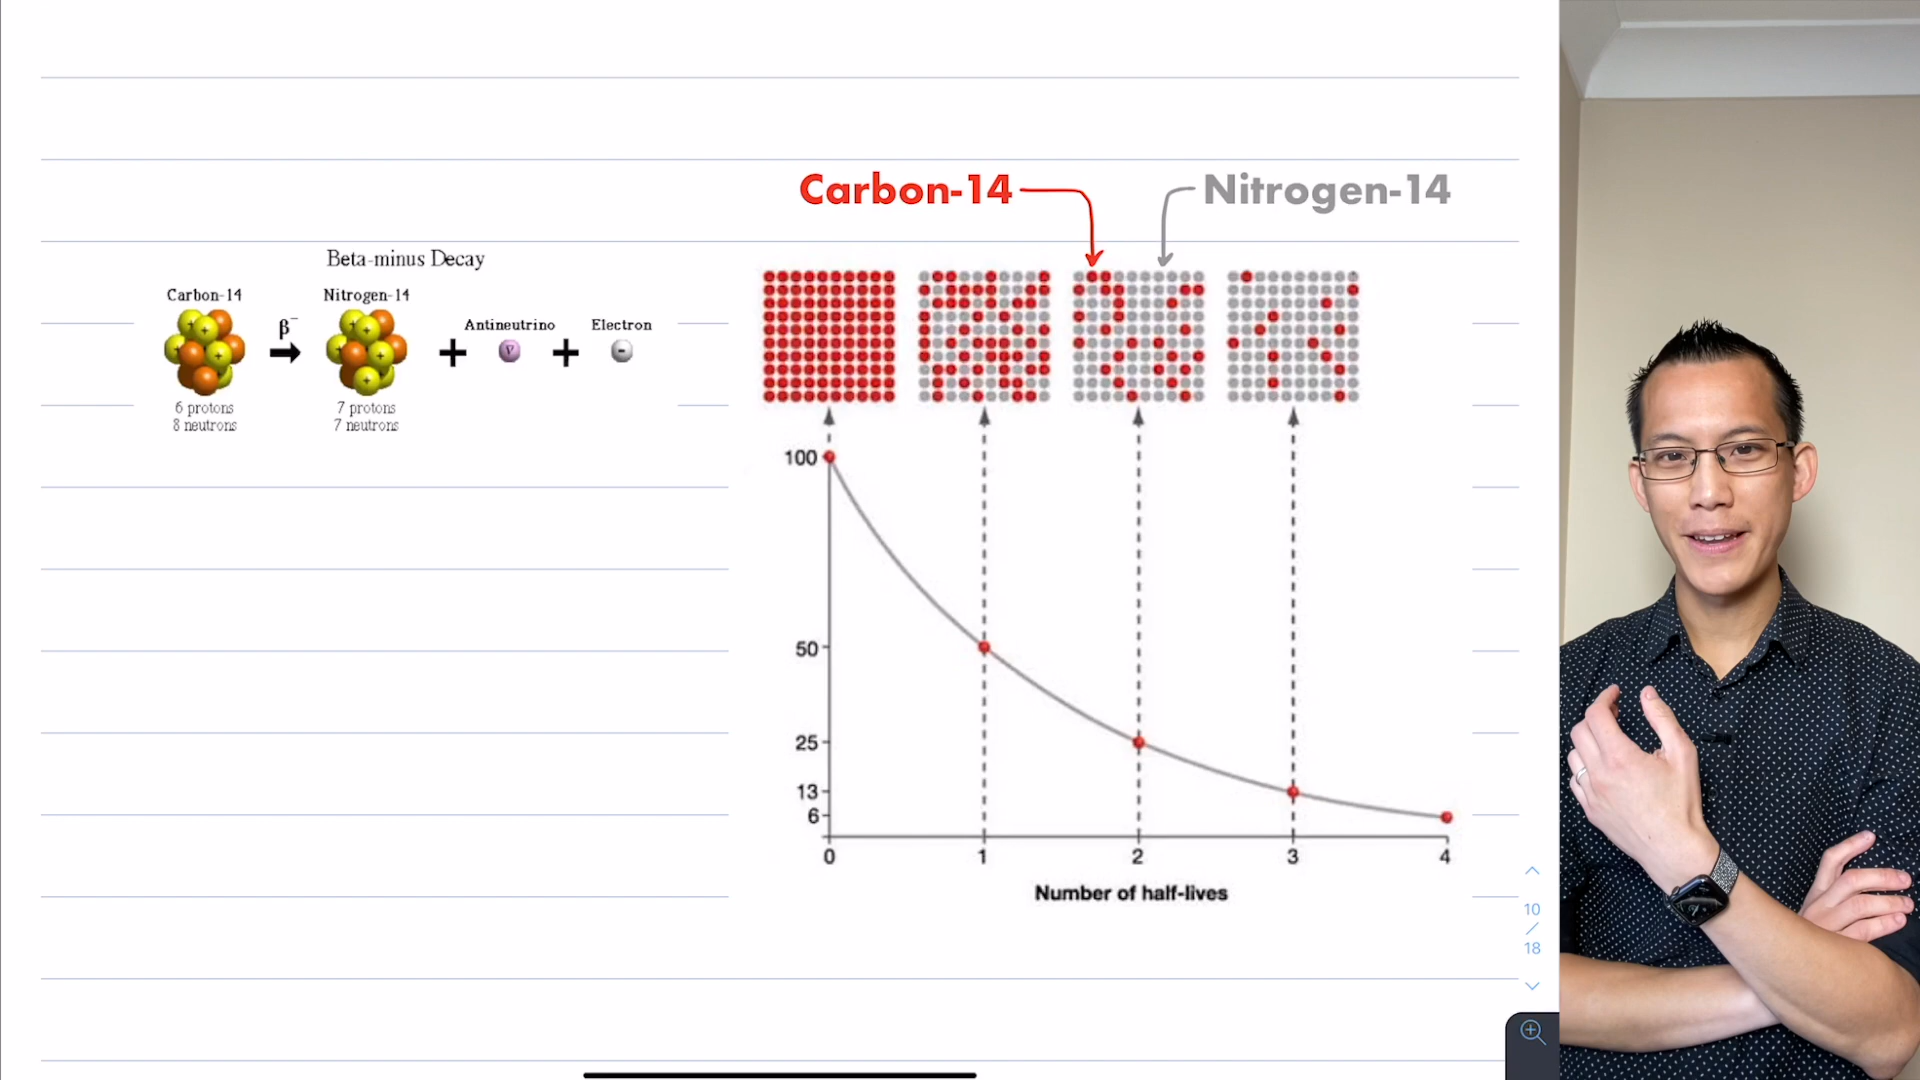 Carbon-14
Nitrogen-14
Beta-minus Decay
Carbon-14
Nitrogen-14
β⁻
Antineutrino
Electron
+
+
ν
-
6 protons
8 neutrons
7 protons
7 neutrons
100
50
25
13
6
0 1 2 3 4
Number of half-lives
10
/
18